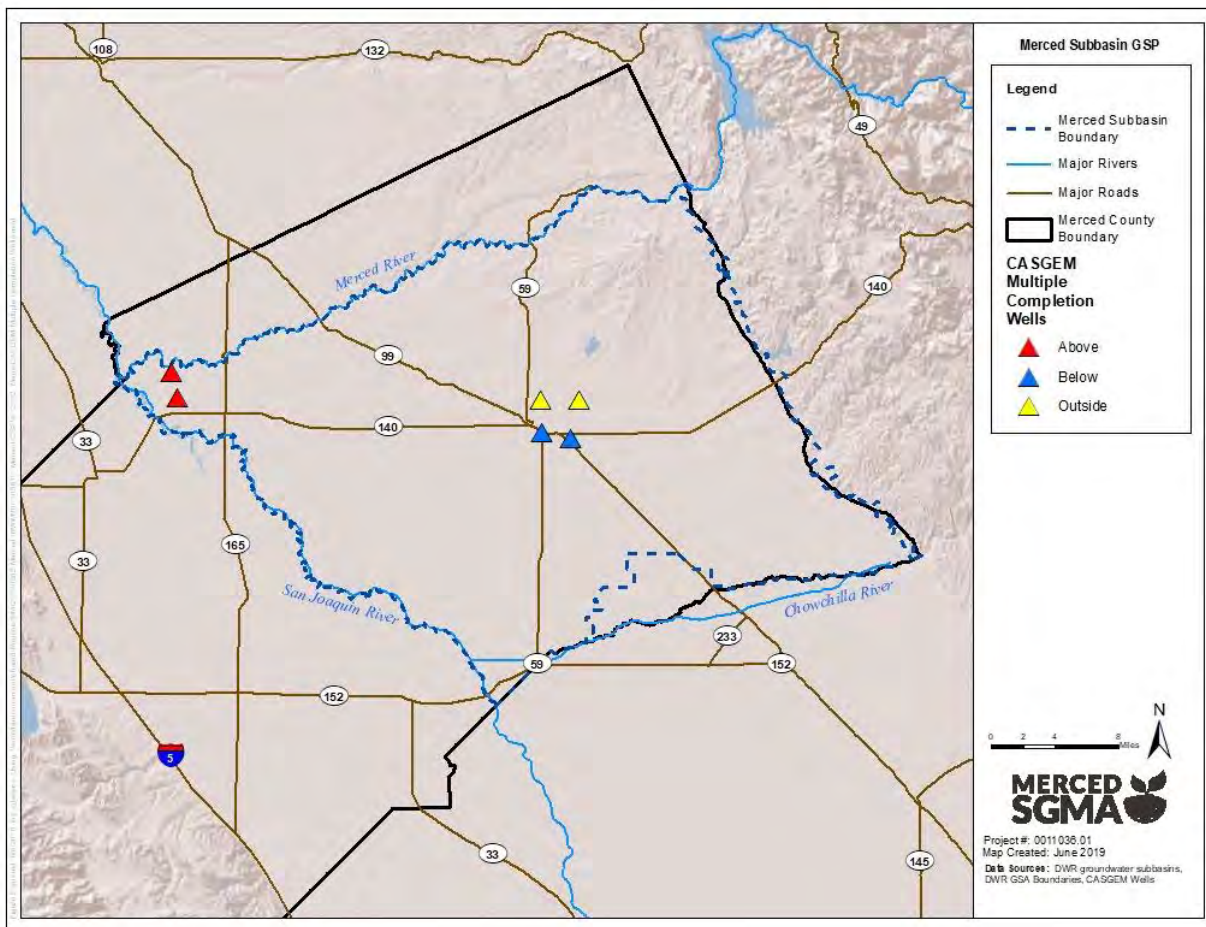 Merced Subbasin GSP
Legend
Merced Subbasin
Boundary
Major Rivers
Major Roads
Merced County
Boundary
CASGEM
Multiple
Completion
Wells
Above
Below
Outside
108
132
49
Merced River
59
140
99
33
140
165
33
San Joaquin River
Chowchilla River
233
59
152
152
5
33
145
N
0 2 4 8
Miles
MERCED
SGMA
Project #: 0011036.01
Map Created: June 2019
Data Sources: DWR groundwater subbasins,
DWR GSA Boundaries, CASGEM Wells